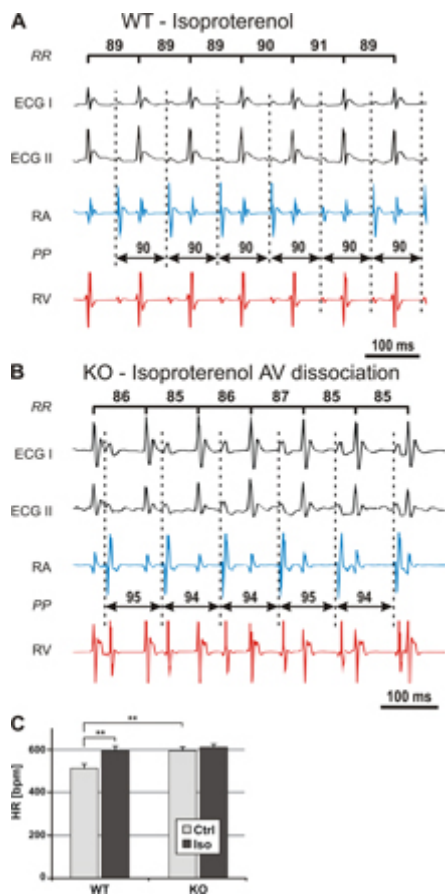 A
WT - Isoproterenol
RR 89 89 89 90 91 89
ECG I
ECG II
RA
PP 90 90 90 90 90 90
RV
100 ms
B
KO - Isoproterenol AV dissociation
RR 86 85 86 87 85 85
ECG I
ECG II
RA
PP 95 94 94 95 94
RV
100 ms
C
** 
**
HR [bpm]
600
400
200
0
Ctrl
Iso
WT KO